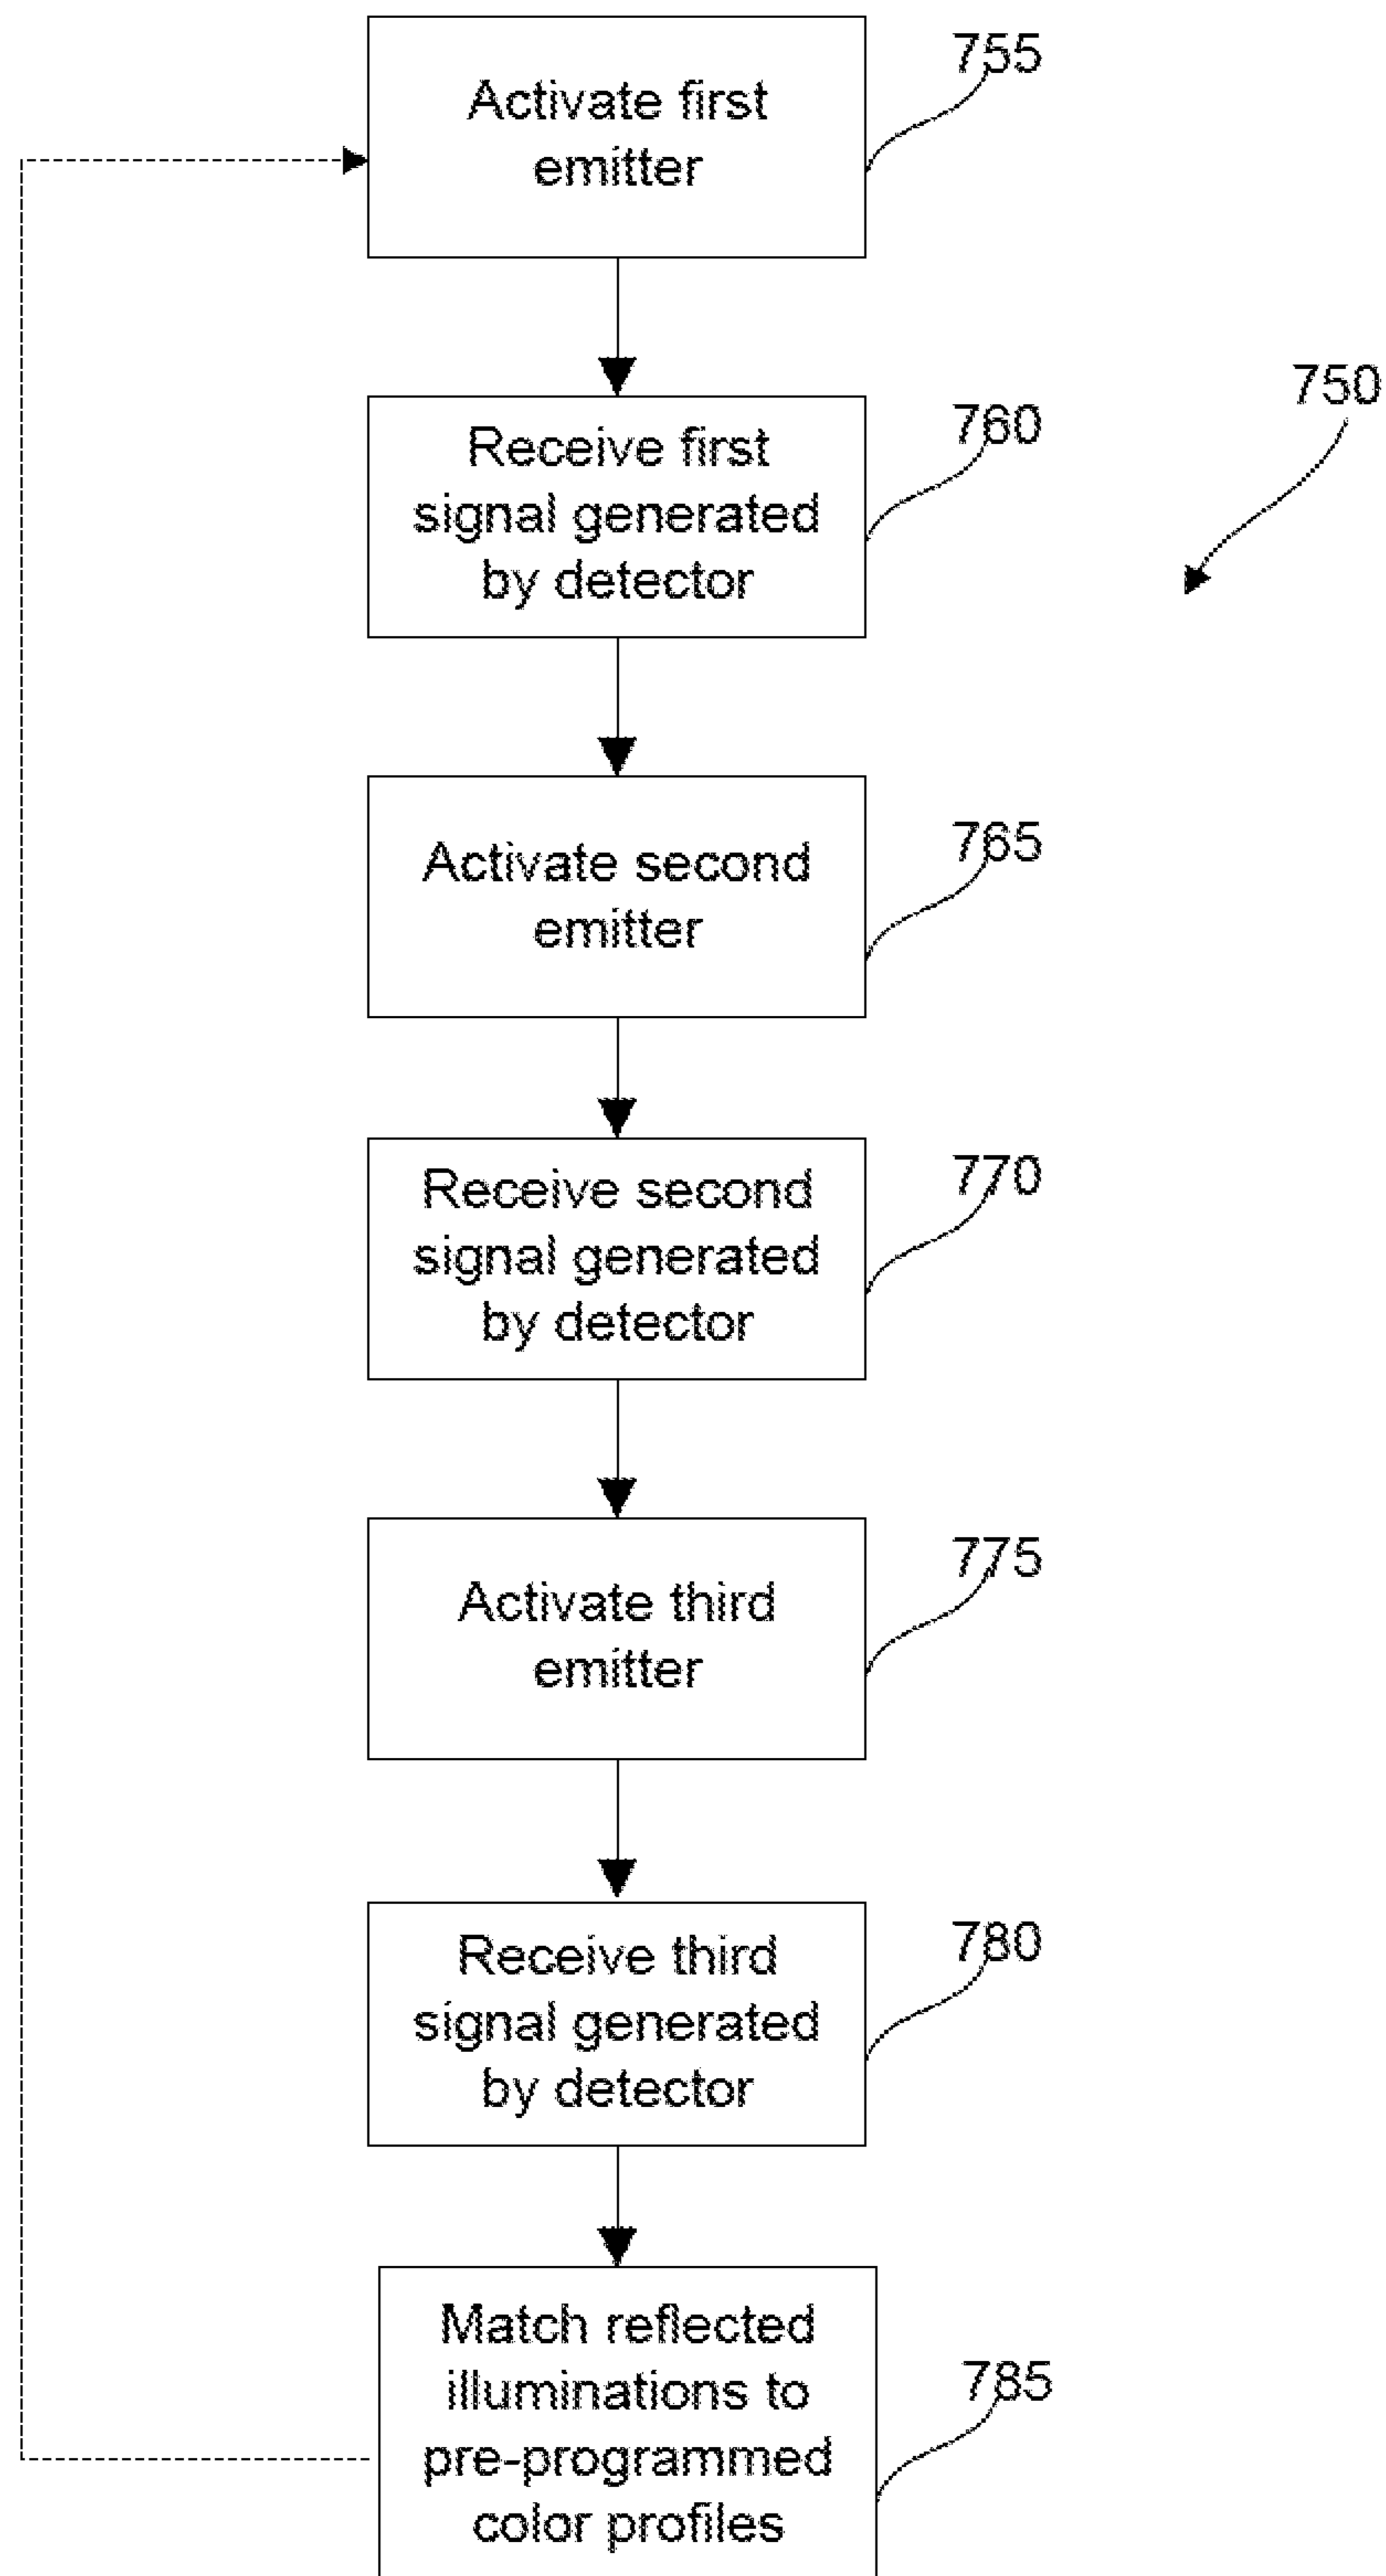 Activate first
emitter
755
Receive first
signal generated
by detector
760
750
Activate second
emitter
765
Receive second
signal generated
by detector
770
Activate third
emitter
775
Receive third
signal generated
by detector
780
Match reflected
illuminations to
pre-programmed
color profiles
785